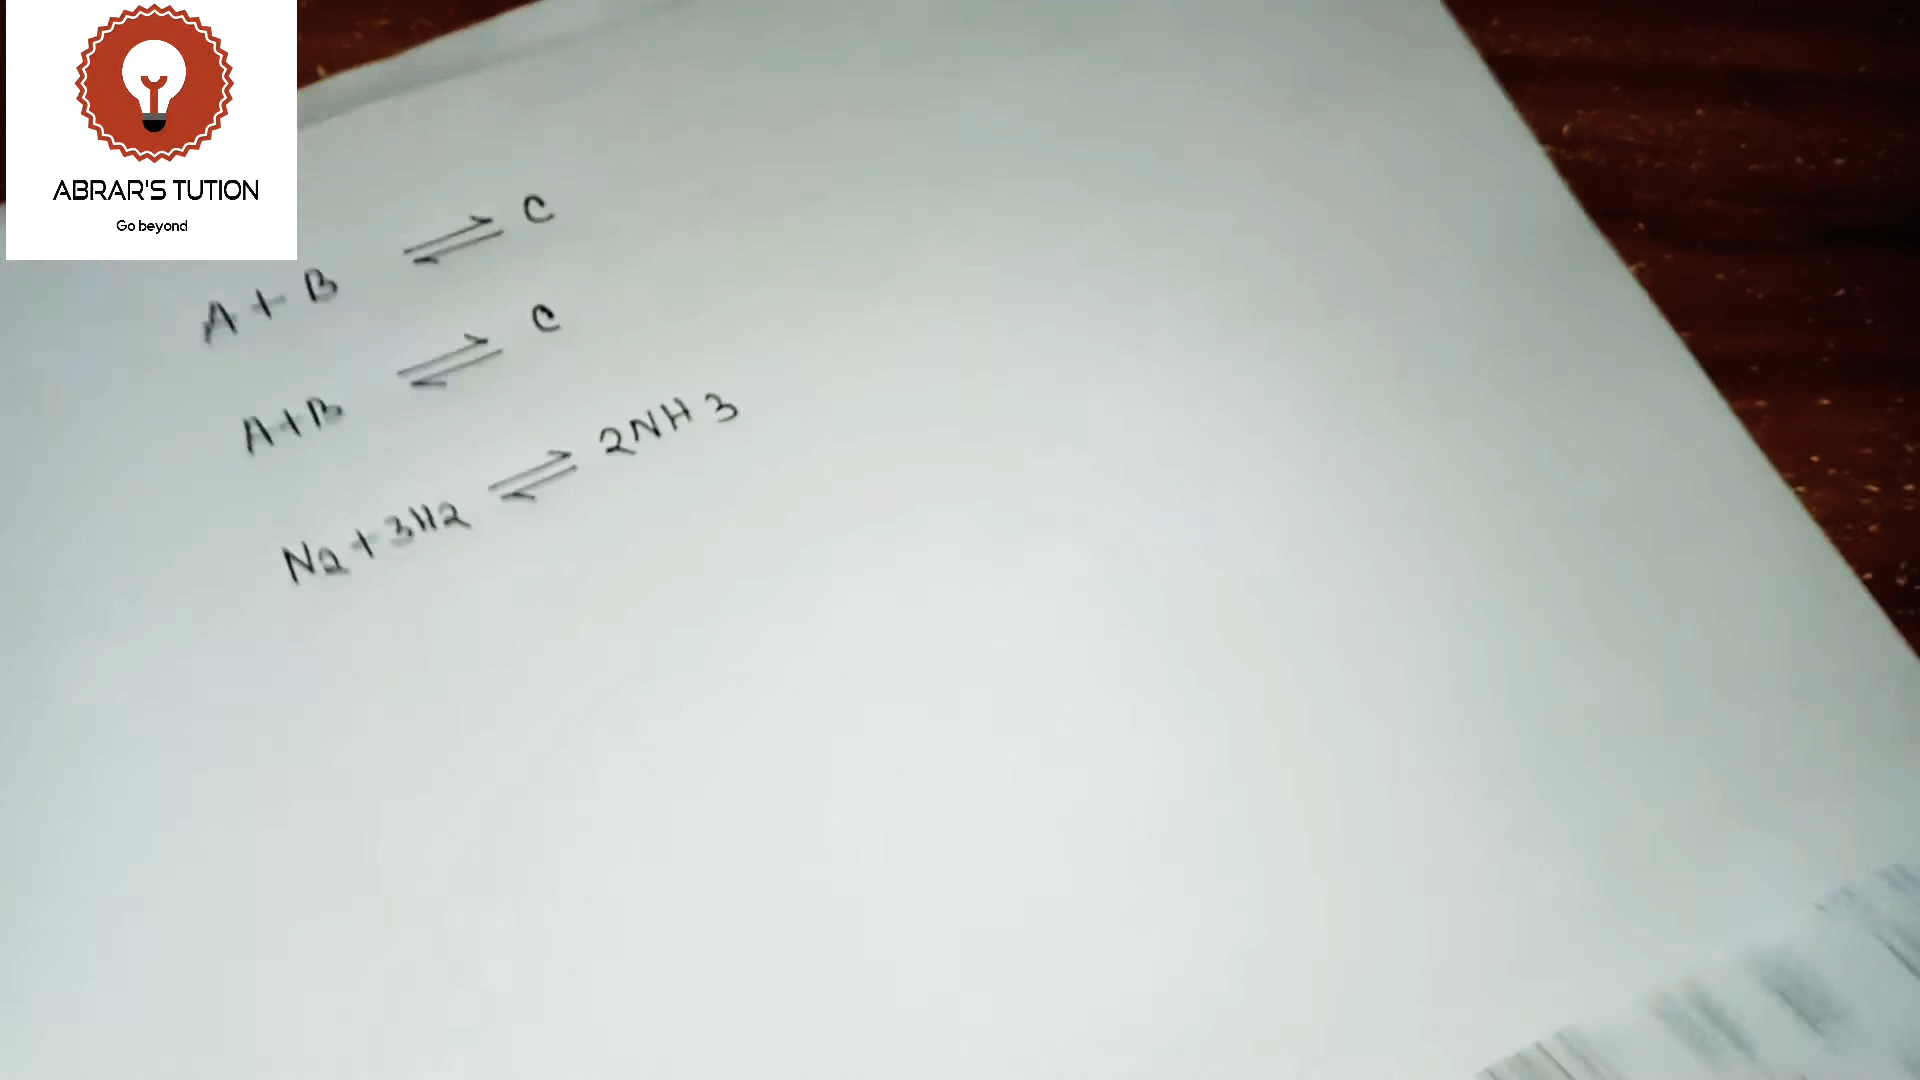 ABRAR'S TUTION
Go beyond
A + B ⇌ C
A+B ⇌ C
N2 + 3H2 ⇌ 2NH3